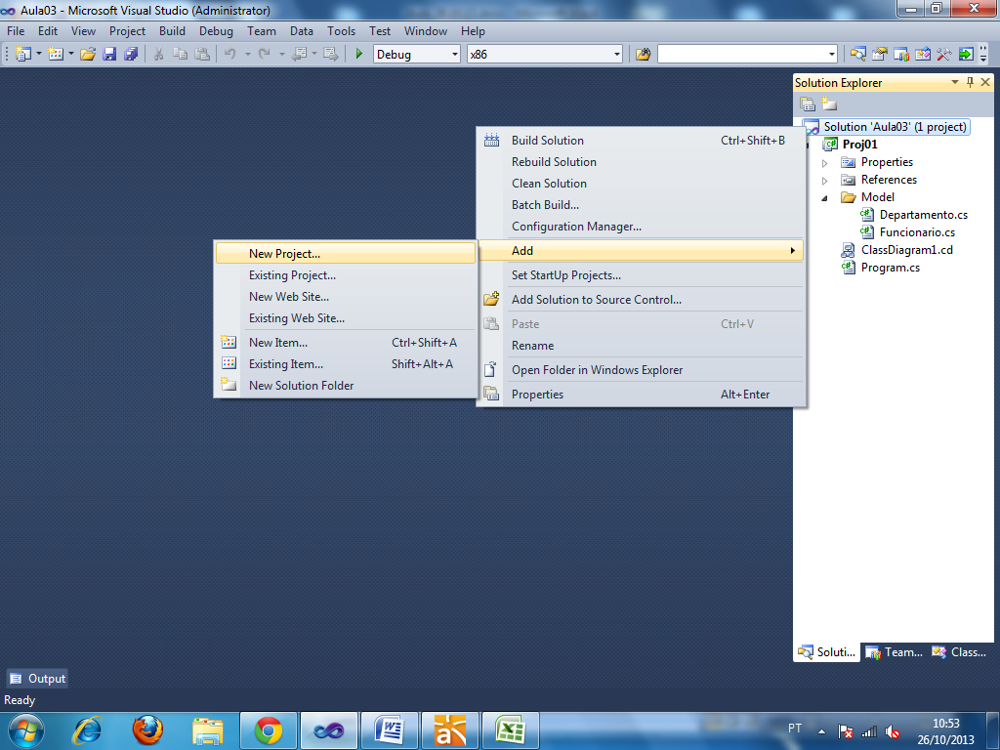 Aula03 - Microsoft Visual Studio (Administrator)
File Edit View Project Build Debug Team Data Tools Test Window Help
Debug x86
Solution Explorer
Solution 'Aula03' (1 project)
Proj01
Properties
References
Model
Departamento.cs
Funcionario.cs
ClassDiagram1.cd
Program.cs
Build Solution Ctrl+Shift+B
Rebuild Solution
Clean Solution
Batch Build...
Configuration Manager...
Add
Set StartUp Projects...
Add Solution to Source Control...
Paste Ctrl+V
Rename
Open Folder in Windows Explorer
Properties Alt+Enter
New Project...
Existing Project...
New Web Site...
Existing Web Site...
New Item... Ctrl+Shift+A
Existing Item... Shift+Alt+A
New Solution Folder
Soluti... Team... Class...
Output
Ready
PT
10:53
26/10/2013